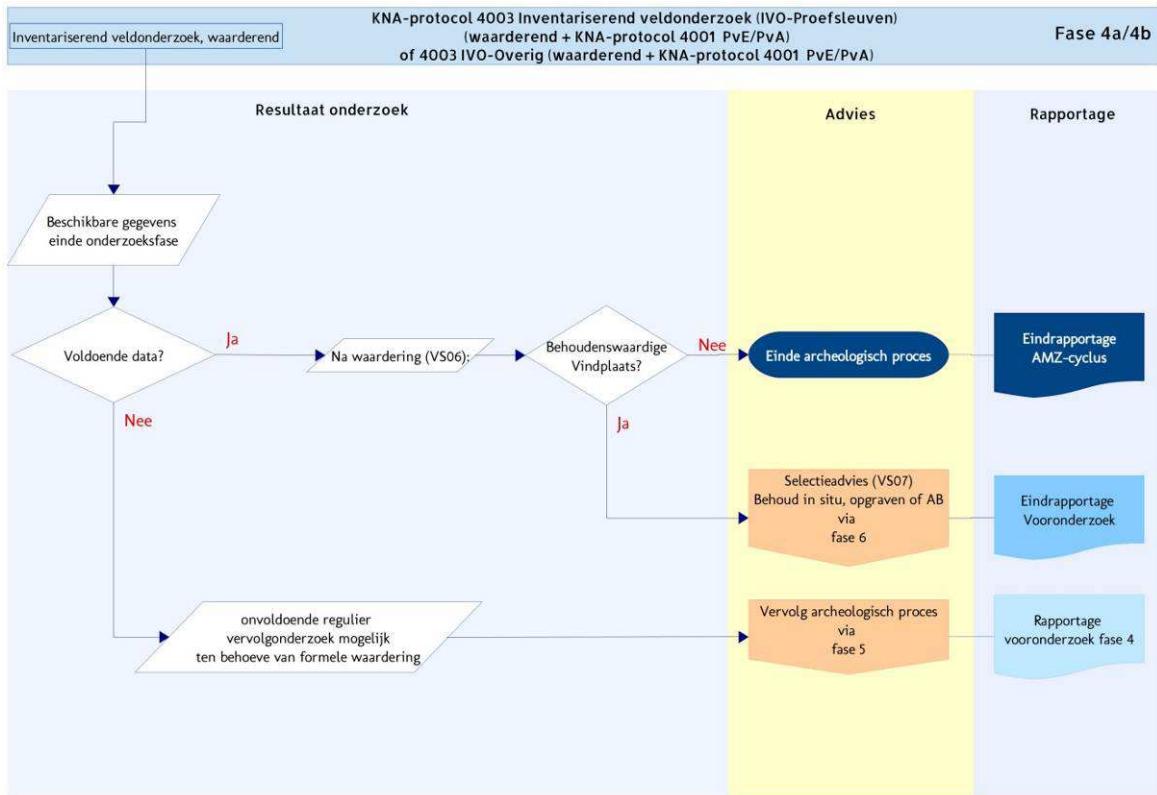 Inventariserend veldonderzoek, waarderend
KNA-protocol 4003 Inventariserend veldonderzoek (IVO-Proefsleuven)
(waarderend + KNA-protocol 4001 PvE/PvA)
of 4003 IVO-Overig (waarderend + KNA-protocol 4001 PvE/PvA)
Fase 4a/4b
Resultaat onderzoek
Advies
Rapportage
Beschikbare gegevens
einde onderzoeksfase
Voldoende data?
Ja
Na waardering (VS06):
Behoudenswaardige
Vindplaats?
Nee
Einde archeologisch proces
Eindrapportage
AMZ-cyclus
Nee
Ja
Selectieadvies (VS07)
Behoud in situ, opgraven of AB
via
fase 6
Eindrapportage
Vooronderzoek
onvoldoende regulier
vervolgonderzoek mogelijk
ten behoeve van formele waardering
Vervolg archeologisch proces
via
fase 5
Rapportage
vooronderzoek fase 4